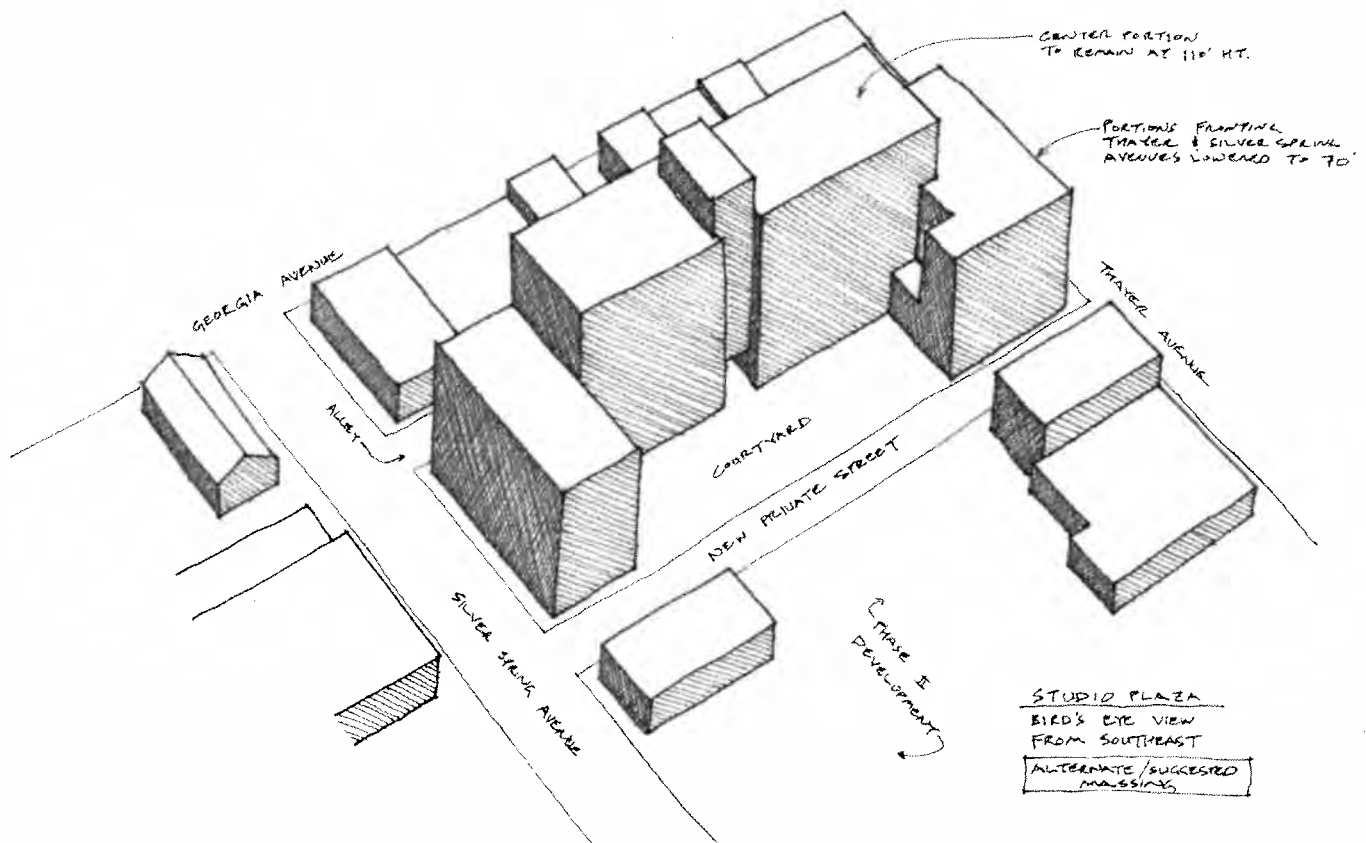 CENTER PORTION
TO REMAIN AT 110' HT.
PORTIONS FRONTING
THAYER & SILVER SPRING
AVENUES LOWERED TO 70'
GEORGIA AVENUE
THAYER AVENUE
ALLEY
COURTYARD
NEW PRIVATE STREET
SILVER SPRING AVENUE
PHASE II
DEVELOPMENT
STUDIO PLAZA
BIRD'S EYE VIEW
FROM SOUTHEAST
ALTERNATE/SUGGESTED
MASSING